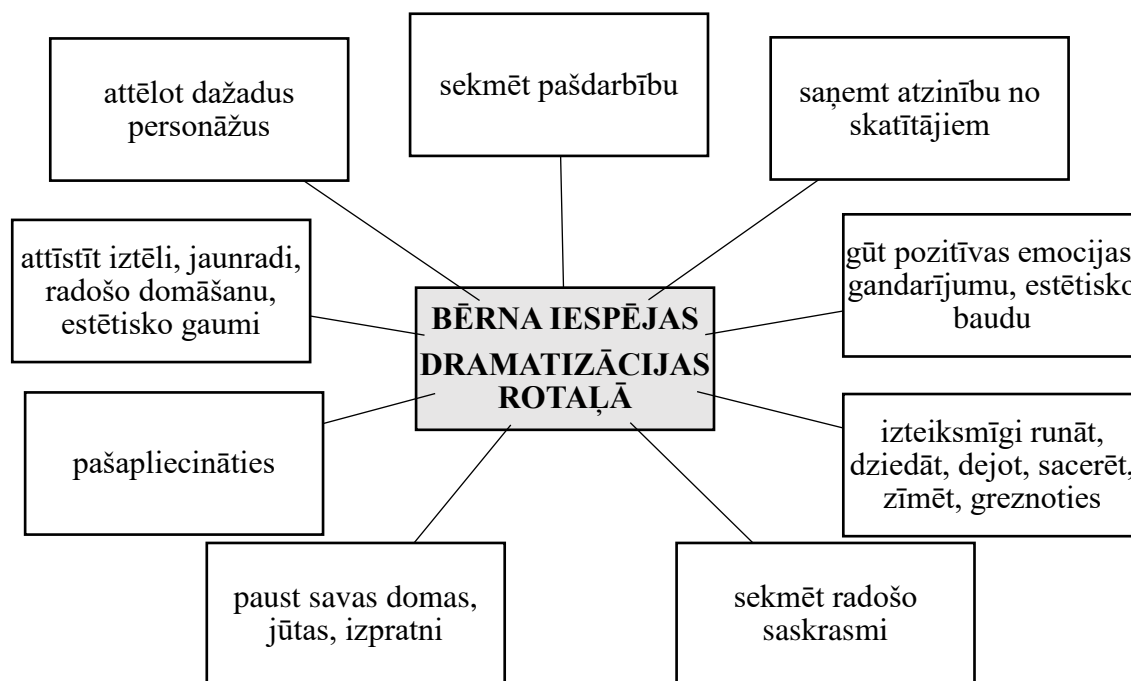 attēlot dažadus
personāžus
sekmēt pašdarbību
saņemt atzinību no
skatītājiem
attīstīt iztēli, jaunradi,
radošo domāšanu,
estētisko gaumi
BĒRNA IESPĒJAS
DRAMATIZĀCIJAS
ROTAĻĀ
gūt pozitīvas emocijas
gandarījumu, estētisko
baudu
pašapliecināties
izteiksmīgi runāt,
dziedāt, dejot, sacerēt,
zīmēt, greznoties
paust savas domas,
jūtas, izpratni
sekmēt radošo
saskrasmi